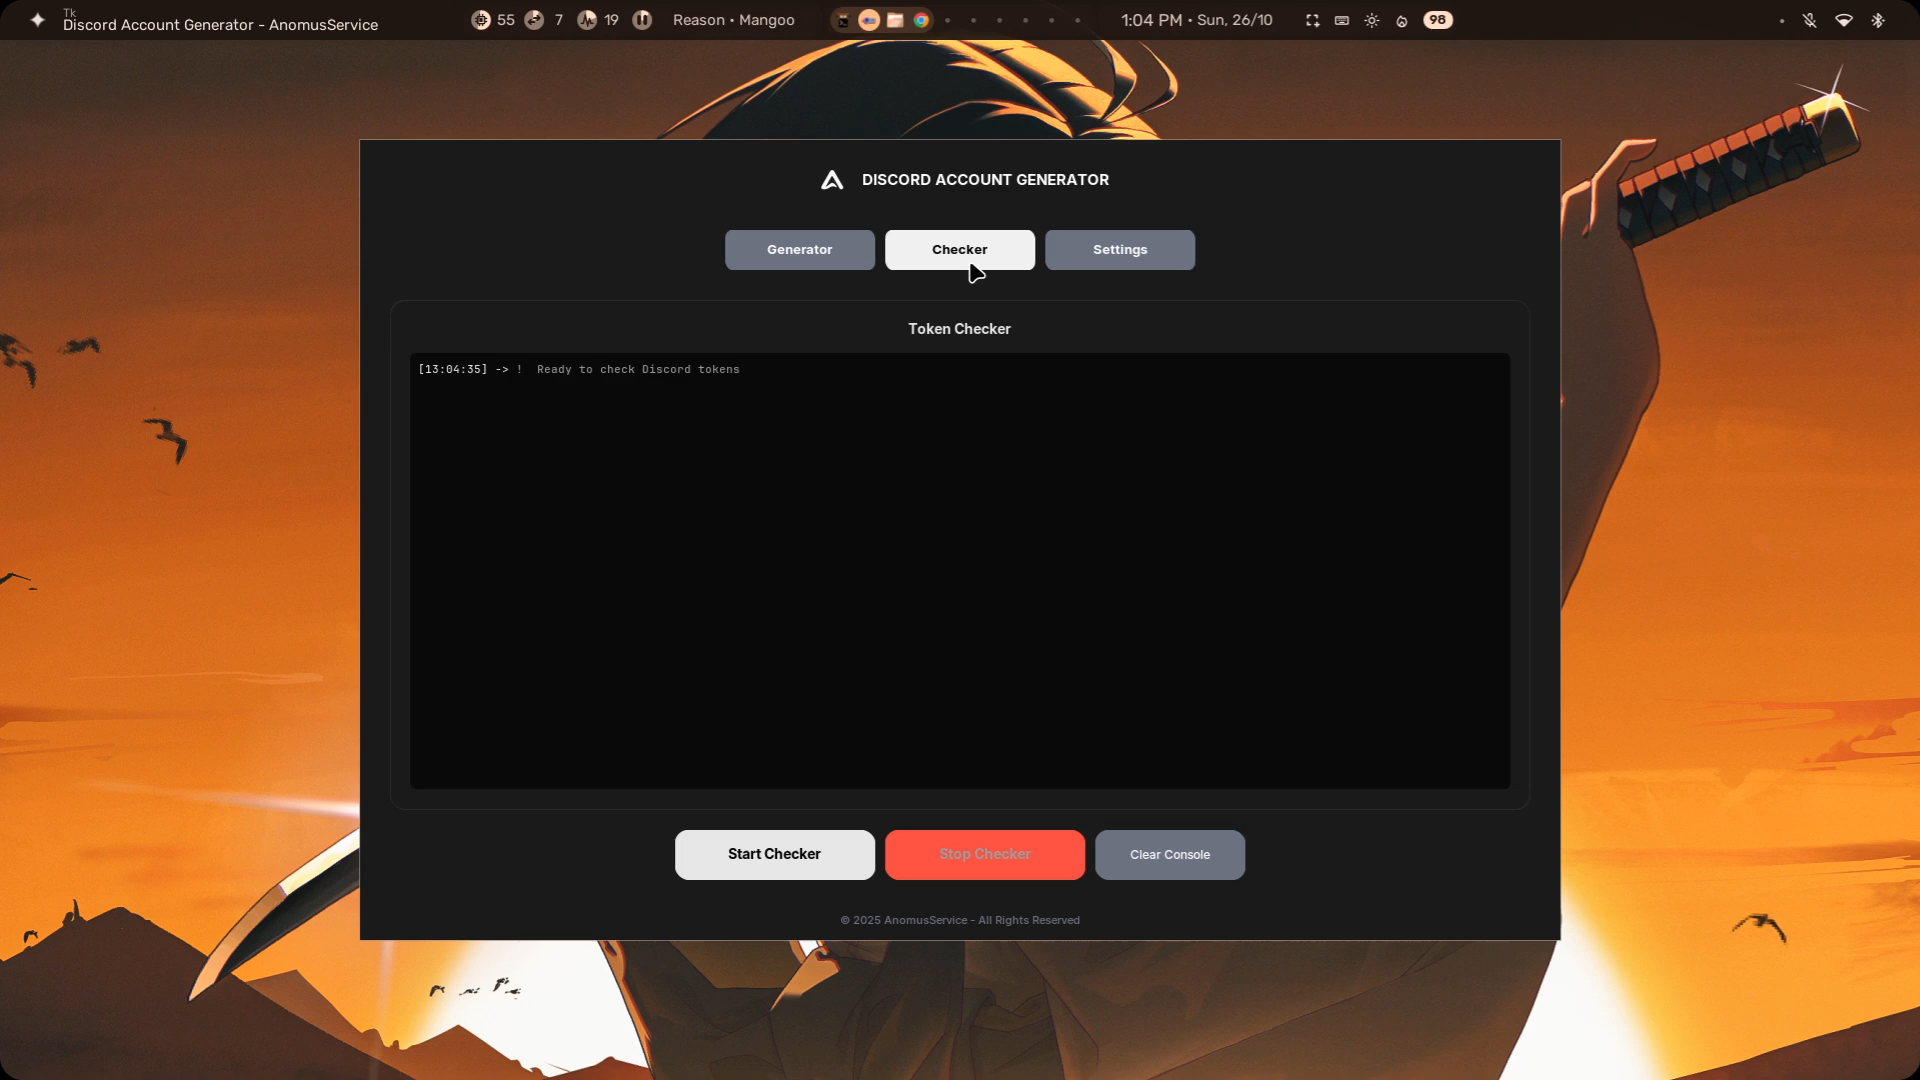 Tk
Discord Account Generator - AnomusService
55 7 19 Reason • Mangoo 1:04 PM • Sun, 26/10 98
DISCORD ACCOUNT GENERATOR
Generator Checker Settings
Token Checker
[13:04:35] -> ! Ready to check Discord tokens
Start Checker Stop Checker Clear Console
© 2025 AnomusService - All Rights Reserved